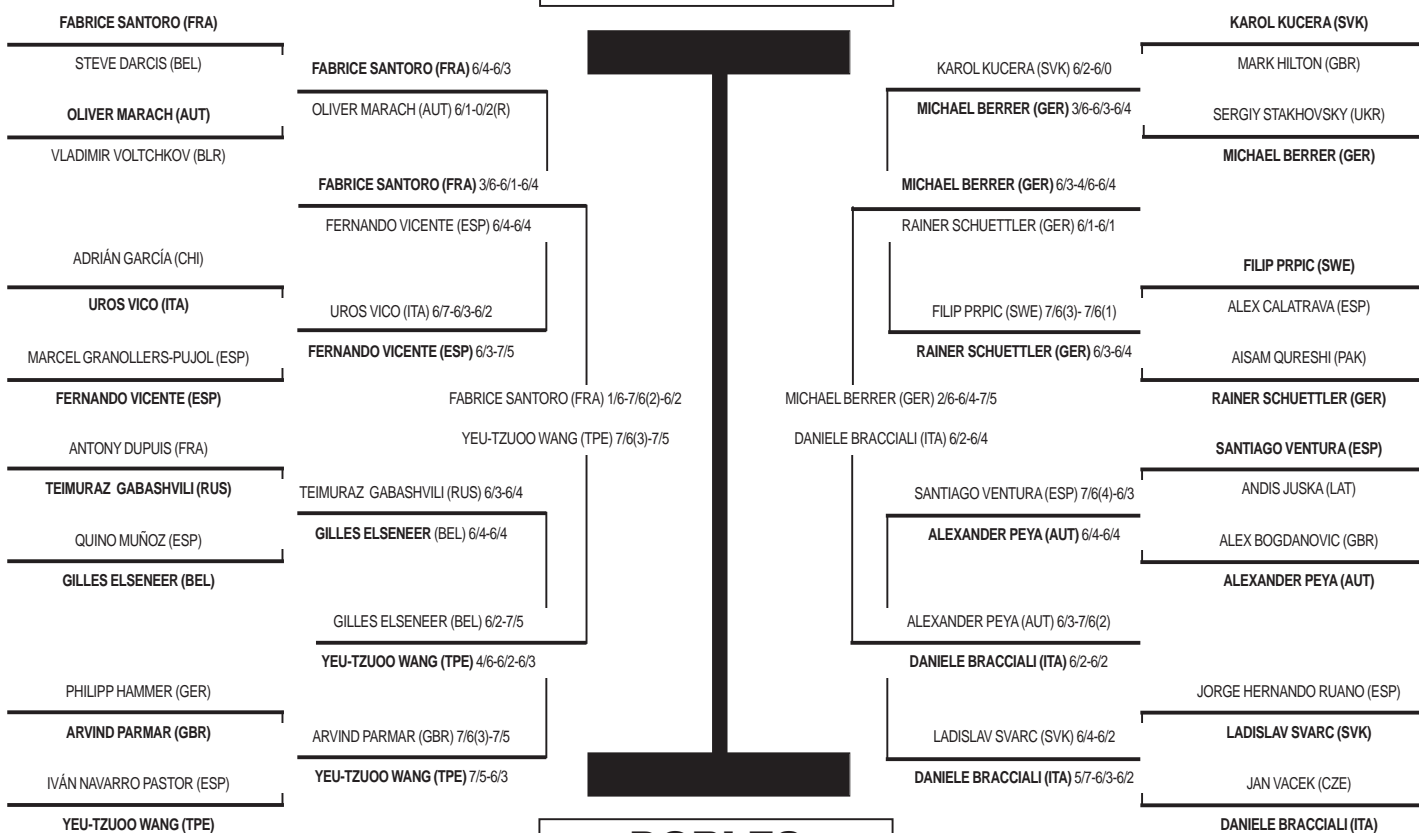 FABRICE SANTORO (FRA)
STEVE DARCIS (BEL)
OLIVER MARACH (AUT)
VLADIMIR VOLTCHKOV (BLR)
ADRIÁN GARCÍA (CHI)
UROS VICO (ITA)
MARCEL GRANOLLERS-PUJOL (ESP)
FERNANDO VICENTE (ESP)
ANTONY DUPUIS (FRA)
TEIMURAZ GABASHVILI (RUS)
QUINO MUÑOZ (ESP)
GILLES ELSENEER (BEL)
PHILIPP HAMMER (GER)
ARVIND PARMAR (GBR)
IVÁN NAVARRO PASTOR (ESP)
YEU-TZUOO WANG (TPE)
FABRICE SANTORO (FRA) 6/4-6/3
OLIVER MARACH (AUT) 6/1-0/2(R)
FABRICE SANTORO (FRA) 3/6-6/1-6/4
FERNANDO VICENTE (ESP) 6/4-6/4
UROS VICO (ITA) 6/7-6/3-6/2
FERNANDO VICENTE (ESP) 6/3-7/5
FABRICE SANTORO (FRA) 1/6-7/6(2)-6/2
YEU-TZUOO WANG (TPE) 7/6(3)-7/5
TEIMURAZ GABASHVILI (RUS) 6/3-6/4
GILLES ELSENEER (BEL) 6/4-6/4
GILLES ELSENEER (BEL) 6/2-7/5
YEU-TZUOO WANG (TPE) 4/6-6/2-6/3
ARVIND PARMAR (GBR) 7/6(3)-7/5
YEU-TZUOO WANG (TPE) 7/5-6/3
KAROL KUCERA (SVK) 6/2-6/0
MICHAEL BERRER (GER) 3/6-6/3-6/4
MICHAEL BERRER (GER) 6/3-4/6-6/4
RAINER SCHUETTLER (GER) 6/1-6/1
FILIP PRPIC (SWE) 7/6(3)- 7/6(1)
RAINER SCHUETTLER (GER) 6/3-6/4
MICHAEL BERRER (GER) 2/6-6/4-7/5
DANIELE BRACCIALI (ITA) 6/2-6/4
SANTIAGO VENTURA (ESP) 7/6(4)-6/3
ALEXANDER PEYA (AUT) 6/4-6/4
ALEXANDER PEYA (AUT) 6/3-7/6(2)
DANIELE BRACCIALI (ITA) 6/2-6/2
LADISLAV SVARC (SVK) 6/4-6/2
DANIELE BRACCIALI (ITA) 5/7-6/3-6/2
KAROL KUCERA (SVK)
MARK HILTON (GBR)
SERGIY STAKHOVSKY (UKR)
MICHAEL BERRER (GER)
FILIP PRPIC (SWE)
ALEX CALATRAVA (ESP)
AISAM QURESHI (PAK)
RAINER SCHUETTLER (GER)
SANTIAGO VENTURA (ESP)
ANDIS JUSKA (LAT)
ALEX BOGDANOVIC (GBR)
ALEXANDER PEYA (AUT)
JORGE HERNANDO RUANO (ESP)
LADISLAV SVARC (SVK)
JAN VACEK (CZE)
DANIELE BRACCIALI (ITA)